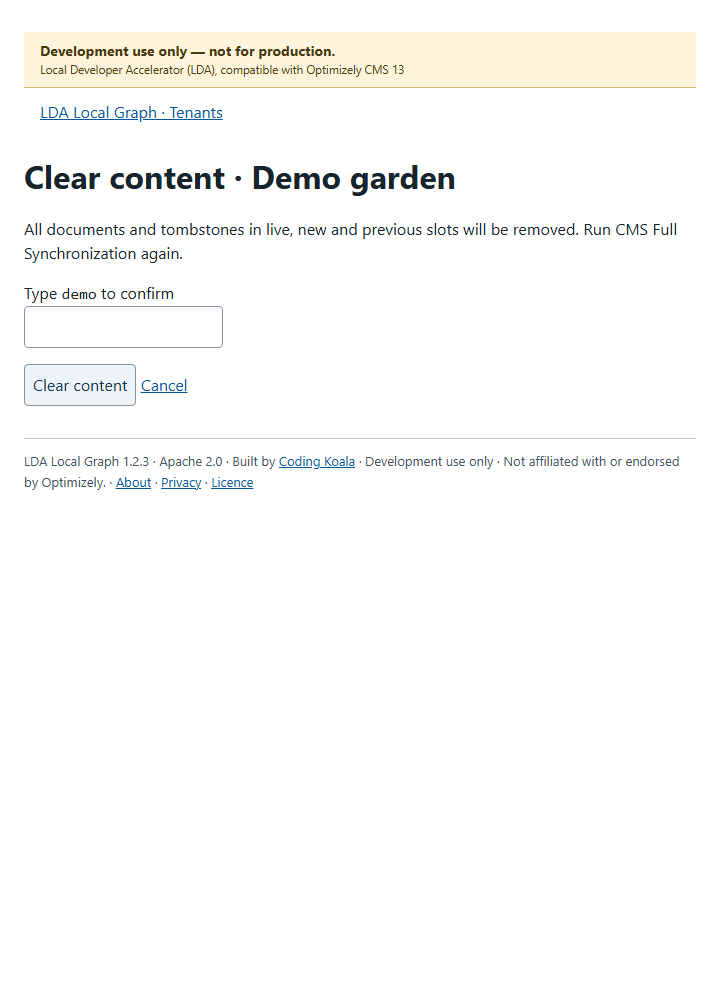 Development use only — not for production.
Local Developer Accelerator (LDA), compatible with Optimizely CMS 13
LDA Local Graph · Tenants
Clear content · Demo garden
All documents and tombstones in live, new and previous slots will be removed. Run CMS Full
Synchronization again.
Type demo to confirm
Clear content Cancel
LDA Local Graph 1.2.3 · Apache 2.0 · Built by Coding Koala · Development use only · Not affiliated with or endorsed
by Optimizely. · About · Privacy · Licence